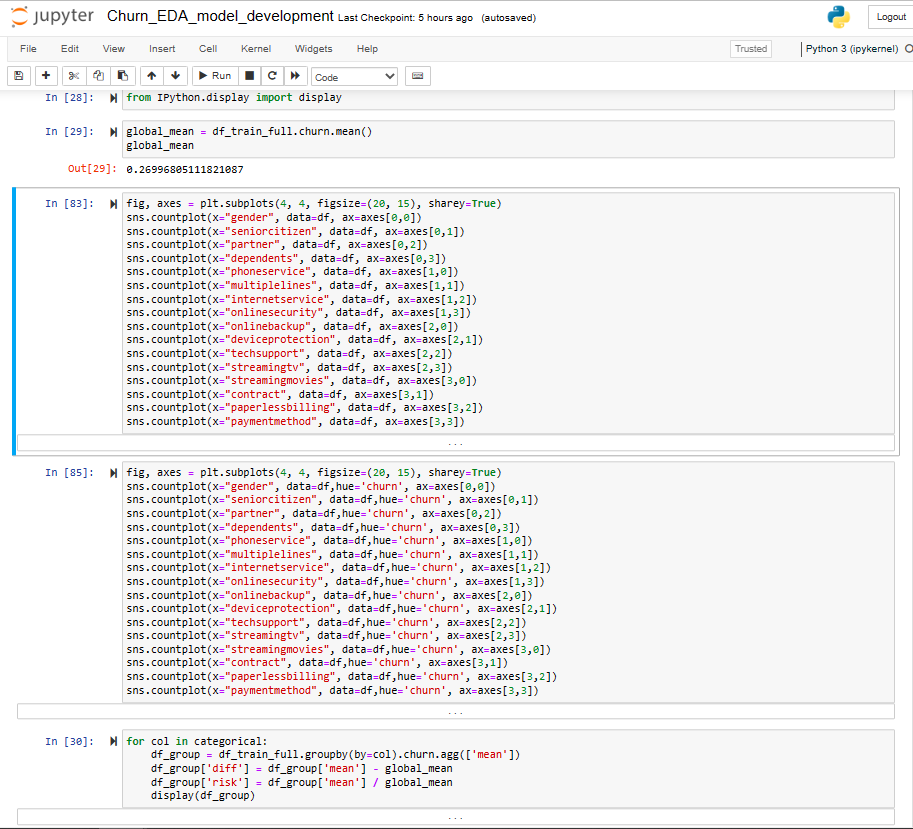 jupyter Churn_EDA_model_development Last Checkpoint: 5 hours ago (autosaved)
Logout
File Edit View Insert Cell Kernel Widgets Help
Trusted
Python 3 (ipykernel)
Run
Code
In [28]: from IPython.display import display
In [29]: global_mean = df_train_full.churn.mean()
global_mean
Out[29]: 0.26996805111821087
In [83]: fig, axes = plt.subplots(4, 4, figsize=(20, 15), sharey=True)
sns.countplot(x="gender", data=df, ax=axes[0,0])
sns.countplot(x="seniorcitizen", data=df, ax=axes[0,1])
sns.countplot(x="partner", data=df, ax=axes[0,2])
sns.countplot(x="dependents", data=df, ax=axes[0,3])
sns.countplot(x="phoneservice", data=df, ax=axes[1,0])
sns.countplot(x="multiplelines", data=df, ax=axes[1,1])
sns.countplot(x="internetservice", data=df, ax=axes[1,2])
sns.countplot(x="onlinesecurity", data=df, ax=axes[1,3])
sns.countplot(x="onlinebackup", data=df, ax=axes[2,0])
sns.countplot(x="deviceprotection", data=df, ax=axes[2,1])
sns.countplot(x="techsupport", data=df, ax=axes[2,2])
sns.countplot(x="streamingtv", data=df, ax=axes[2,3])
sns.countplot(x="streamingmovies", data=df, ax=axes[3,0])
sns.countplot(x="contract", data=df, ax=axes[3,1])
sns.countplot(x="paperlessbilling", data=df, ax=axes[3,2])
sns.countplot(x="paymentmethod", data=df, ax=axes[3,3])
...
In [85]: fig, axes = plt.subplots(4, 4, figsize=(20, 15), sharey=True)
sns.countplot(x="gender", data=df,hue='churn', ax=axes[0,0])
sns.countplot(x="seniorcitizen", data=df,hue='churn', ax=axes[0,1])
sns.countplot(x="partner", data=df,hue='churn', ax=axes[0,2])
sns.countplot(x="dependents", data=df,hue='churn', ax=axes[0,3])
sns.countplot(x="phoneservice", data=df,hue='churn', ax=axes[1,0])
sns.countplot(x="multiplelines", data=df,hue='churn', ax=axes[1,1])
sns.countplot(x="internetservice", data=df,hue='churn', ax=axes[1,2])
sns.countplot(x="onlinesecurity", data=df,hue='churn', ax=axes[1,3])
sns.countplot(x="onlinebackup", data=df,hue='churn', ax=axes[2,0])
sns.countplot(x="deviceprotection", data=df,hue='churn', ax=axes[2,1])
sns.countplot(x="techsupport", data=df,hue='churn', ax=axes[2,2])
sns.countplot(x="streamingtv", data=df,hue='churn', ax=axes[2,3])
sns.countplot(x="streamingmovies", data=df,hue='churn', ax=axes[3,0])
sns.countplot(x="contract", data=df,hue='churn', ax=axes[3,1])
sns.countplot(x="paperlessbilling", data=df,hue='churn', ax=axes[3,2])
sns.countplot(x="paymentmethod", data=df,hue='churn', ax=axes[3,3])
...
In [30]: for col in categorical:
df_group = df_train_full.groupby(by=col).churn.agg(['mean'])
df_group['diff'] = df_group['mean'] - global_mean
df_group['risk'] = df_group['mean'] / global_mean
display(df_group)
...